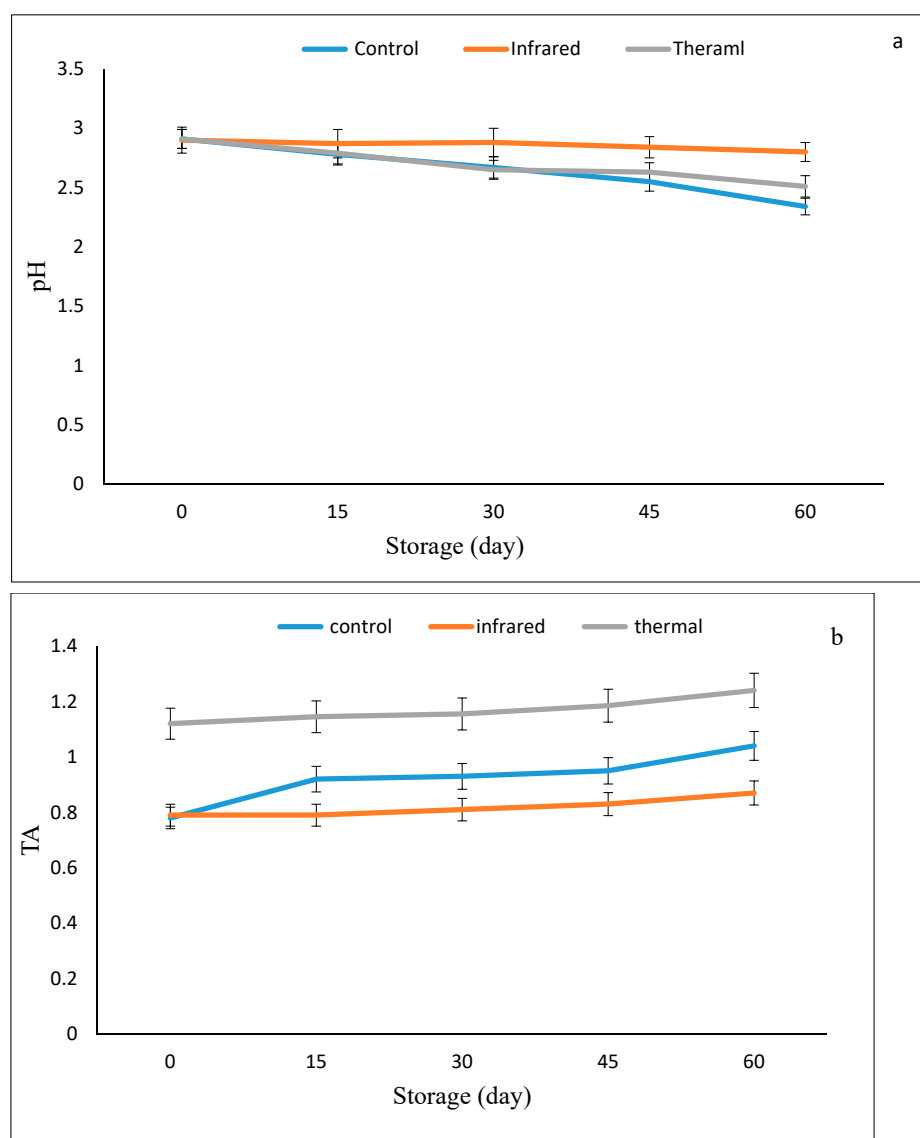 Control Infrared Theraml a
3.5
3
2.5
2
1.5
1
0.5
0
pH
0 15 30 45 60
Storage (day)
control infrared thermal b
1.4
1.2
1
0.8
0.6
0.4
0.2
0
TA
0 15 30 45 60
Storage (day)